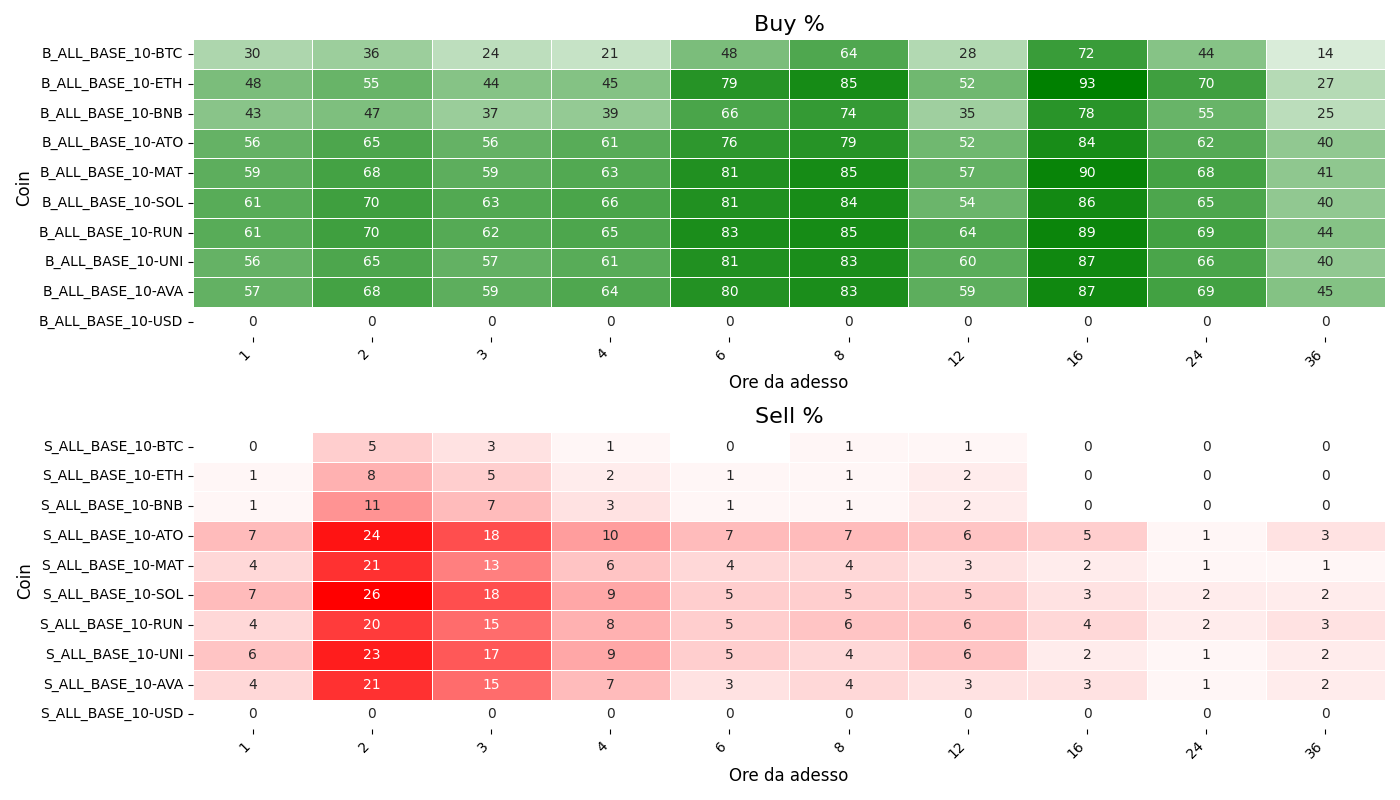 Buy %
Coin
B_ALL_BASE_10-BTC 30 36 24 21 48 64 28 72 44 14
B_ALL_BASE_10-ETH 48 55 44 45 79 85 52 93 70 27
B_ALL_BASE_10-BNB 43 47 37 39 66 74 35 78 55 25
B_ALL_BASE_10-ATO 56 65 56 61 76 79 52 84 62 40
B_ALL_BASE_10-MAT 59 68 59 63 81 85 57 90 68 41
B_ALL_BASE_10-SOL 61 70 63 66 81 84 54 86 65 40
B_ALL_BASE_10-RUN 61 70 62 65 83 85 64 89 69 44
B_ALL_BASE_10-UNI 56 65 57 61 81 83 60 87 66 40
B_ALL_BASE_10-AVA 57 68 59 64 80 83 59 87 69 45
B_ALL_BASE_10-USD 0 0 0 0 0 0 0 0 0 0
1 2 3 4 6 8 12 16 24 36
Ore da adesso
Sell %
Coin
S_ALL_BASE_10-BTC 0 5 3 1 0 1 1 0 0 0
S_ALL_BASE_10-ETH 1 8 5 2 1 1 2 0 0 0
S_ALL_BASE_10-BNB 1 11 7 3 1 1 2 0 0 0
S_ALL_BASE_10-ATO 7 24 18 10 7 7 6 5 1 3
S_ALL_BASE_10-MAT 4 21 13 6 4 4 3 2 1 1
S_ALL_BASE_10-SOL 7 26 18 9 5 5 5 3 2 2
S_ALL_BASE_10-RUN 4 20 15 8 5 6 6 4 2 3
S_ALL_BASE_10-UNI 6 23 17 9 5 4 6 2 1 2
S_ALL_BASE_10-AVA 4 21 15 7 3 4 3 3 1 2
S_ALL_BASE_10-USD 0 0 0 0 0 0 0 0 0 0
1 2 3 4 6 8 12 16 24 36
Ore da adesso